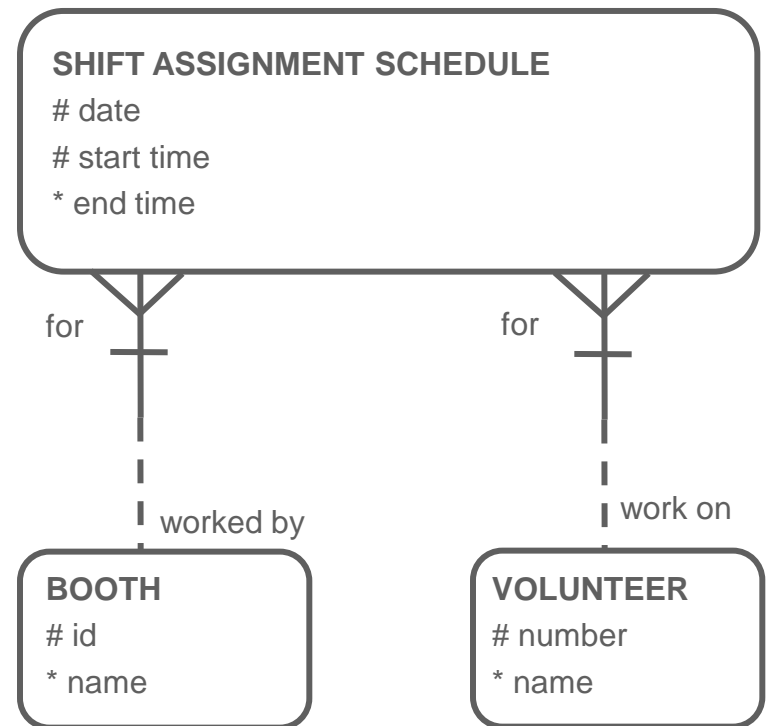 SHIFT ASSIGNMENT SCHEDULE
# date
# start time
* end time
for
for
worked by
work on
BOOTH
# id
* name
VOLUNTEER
# number
* name